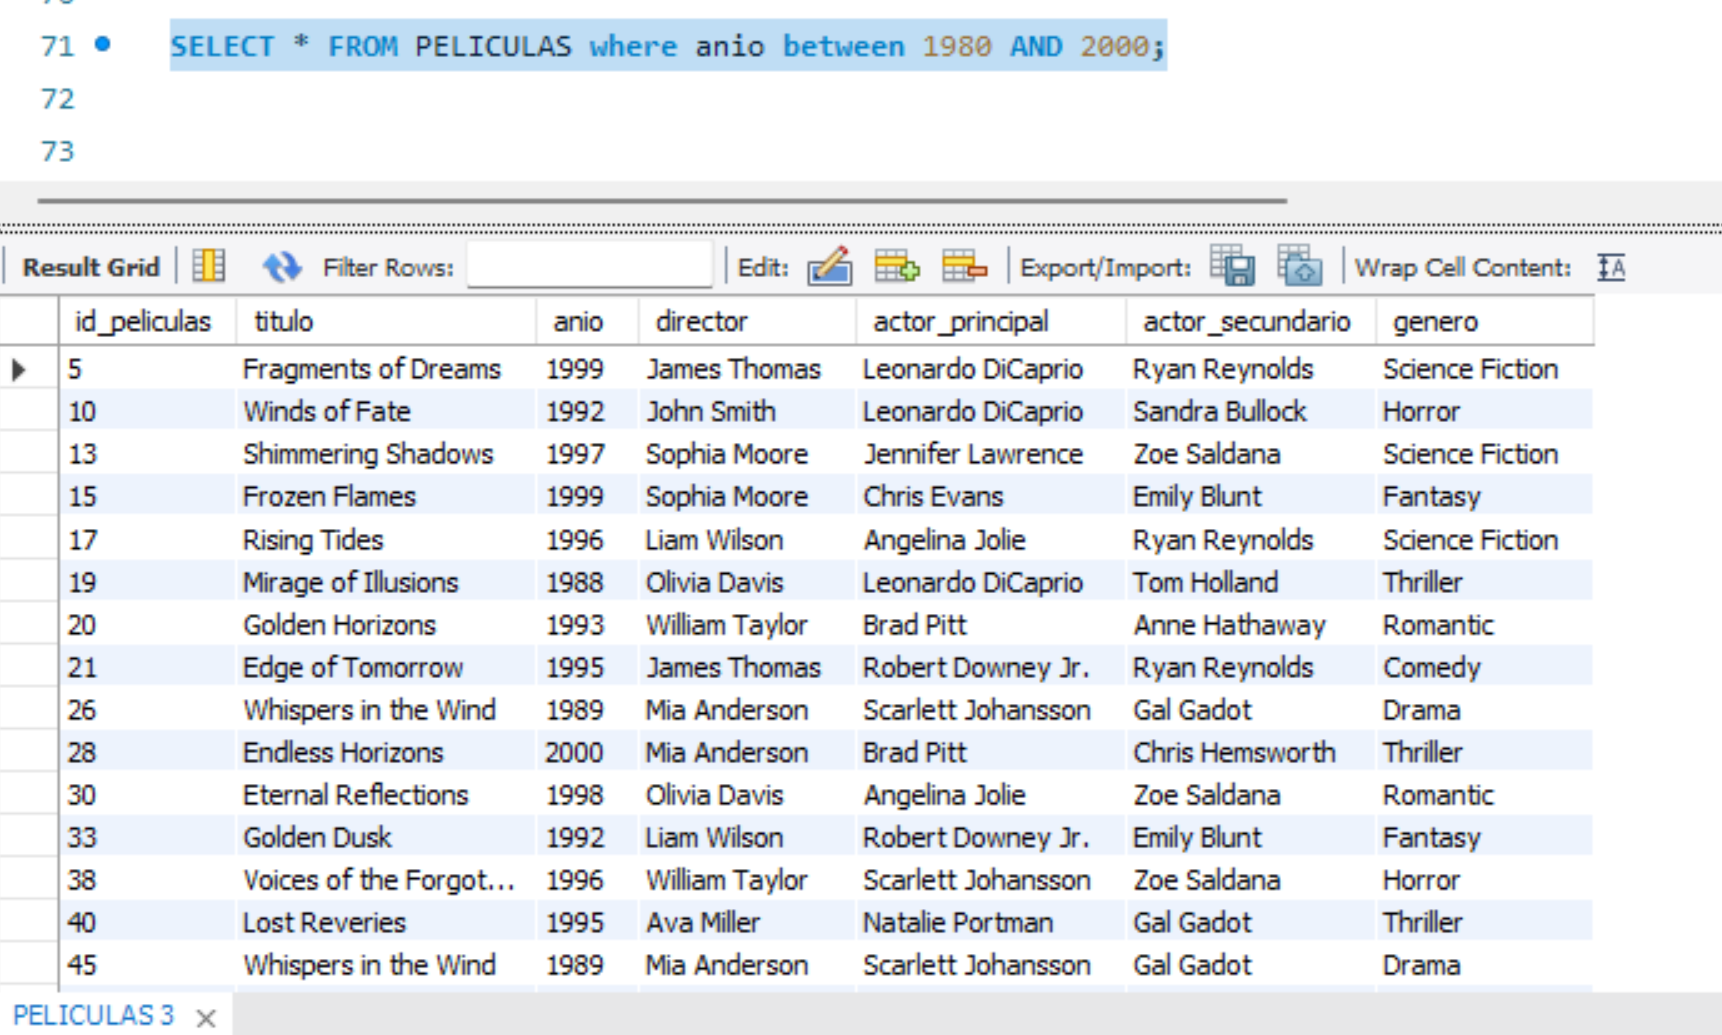 71 SELECT * FROM PELICULAS where anio between 1980 AND 2000;
72
73
Result Grid Filter Rows: Edit: Export/Import: Wrap Cell Content: IA
id_peliculas titulo anio director actor_principal actor_secundario genero
5 Fragments of Dreams 1999 James Thomas Leonardo DiCaprio Ryan Reynolds Science Fiction
10 Winds of Fate 1992 John Smith Leonardo DiCaprio Sandra Bullock Horror
13 Shimmering Shadows 1997 Sophia Moore Jennifer Lawrence Zoe Saldana Science Fiction
15 Frozen Flames 1999 Sophia Moore Chris Evans Emily Blunt Fantasy
17 Rising Tides 1996 Liam Wilson Angelina Jolie Ryan Reynolds Science Fiction
19 Mirage of Illusions 1988 Olivia Davis Leonardo DiCaprio Tom Holland Thriller
20 Golden Horizons 1993 William Taylor Brad Pitt Anne Hathaway Romantic
21 Edge of Tomorrow 1995 James Thomas Robert Downey Jr. Ryan Reynolds Comedy
26 Whispers in the Wind 1989 Mia Anderson Scarlett Johansson Gal Gadot Drama
28 Endless Horizons 2000 Mia Anderson Brad Pitt Chris Hemsworth Thriller
30 Eternal Reflections 1998 Olivia Davis Angelina Jolie Zoe Saldana Romantic
33 Golden Dusk 1992 Liam Wilson Robert Downey Jr. Emily Blunt Fantasy
38 Voices of the Forgot... 1996 William Taylor Scarlett Johansson Zoe Saldana Horror
40 Lost Reveries 1995 Ava Miller Natalie Portman Gal Gadot Thriller
45 Whispers in the Wind 1989 Mia Anderson Scarlett Johansson Gal Gadot Drama
PELICULAS 3